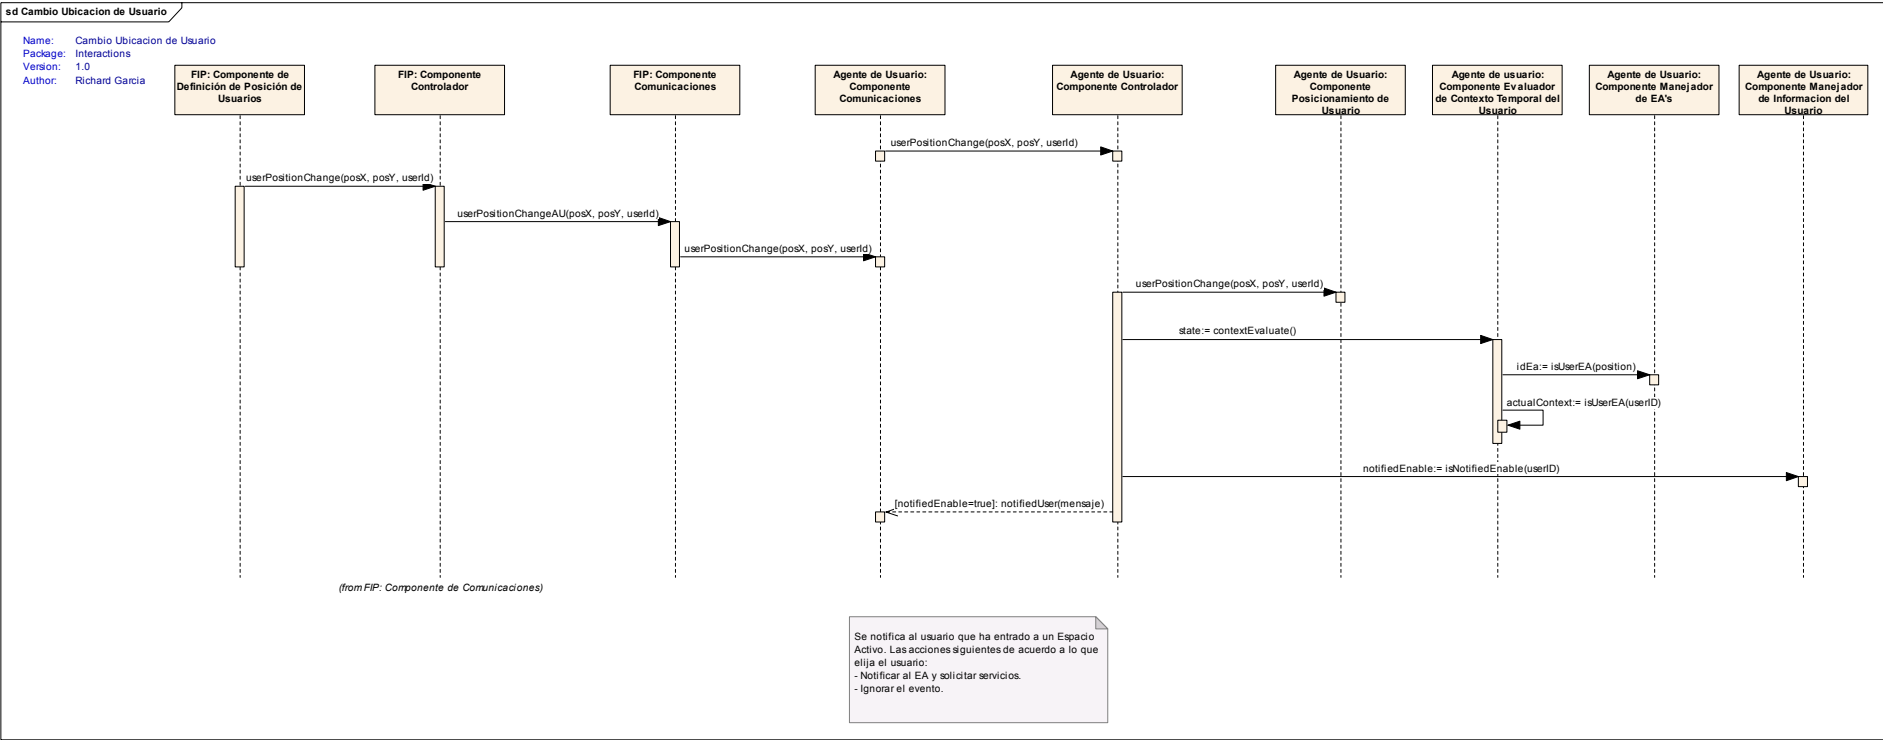 sd Cambio Ubicacion de Usuario
Name: Cambio Ubicacion de Usuario
Package: Interactions
Version: 1.0
Author: Richard Garcia
FIP: Componente de
Definición de Posición de
Usuarios
FIP: Componente
Controlador
FIP: Componente
Comunicaciones
Agente de Usuario:
Componente
Comunicaciones
Agente de Usuario:
Componente Controlador
Agente de Usuario:
Componente
Posicionamiento de
Usuario
Agente de usuario:
Componente Evaluador
de Contexto Temporal del
Usuario
Agente de Usuario:
Componente Manejador
de EA's
Agente de Usuario:
Componente Manejador
de Informacion del
Usuario
userPositionChange(posX, posY, userId)
userPositionChange(posX, posY, userId)
userPositionChangeAU(posX, posY, userId)
userPositionChange(posX, posY, userId)
userPositionChange(posX, posY, userId)
state:= contextEvaluate()
idEa:= isUserEA(position)
actualContext:= isUserEA(userID)
notifiedEnable:= isNotifiedEnable(userID)
[notifiedEnable=true]: notifiedUser(mensaje)
(from FIP: Componente de Comunicaciones)
Se notifica al usuario que ha entrado a un Espacio
Activo. Las acciones siguientes de acuerdo a lo que
elija el usuario:
- Notificar al EA y solicitar servicios.
- Ignorar el evento.